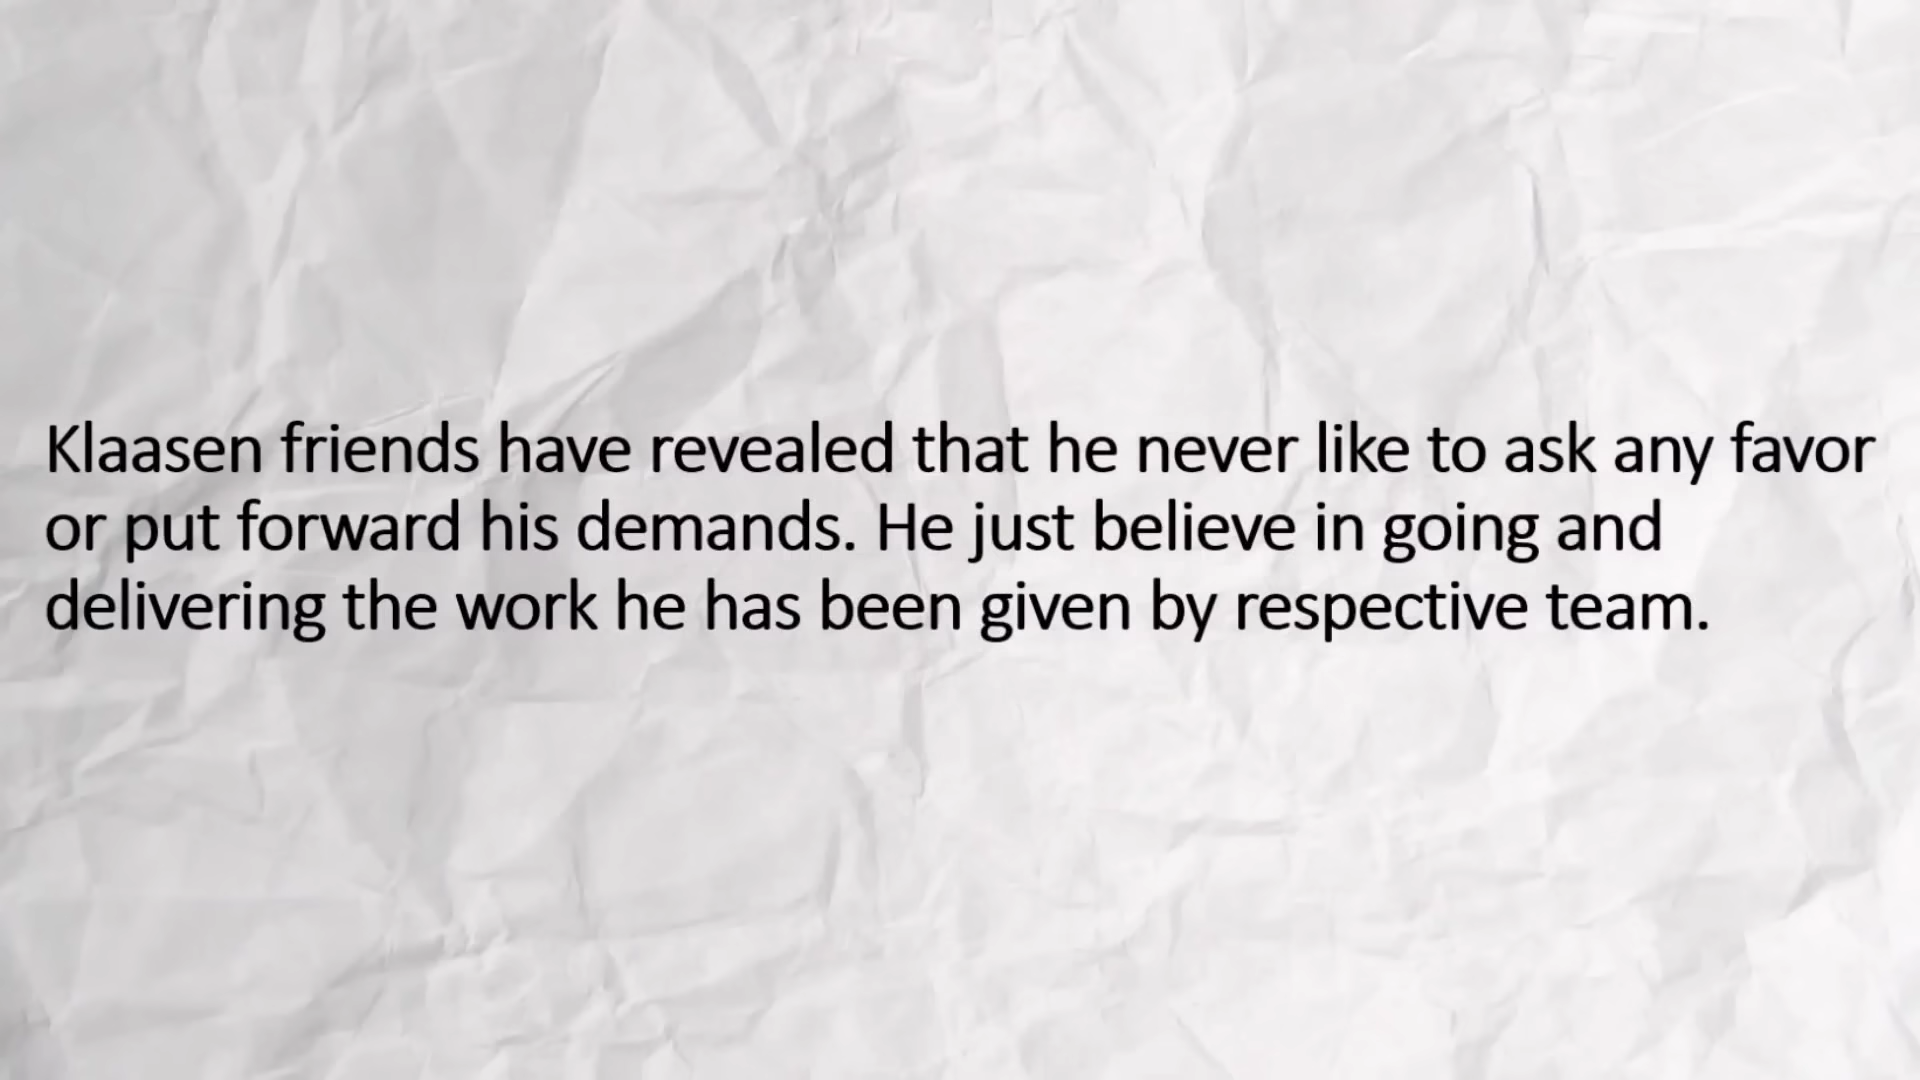 Klaasen friends have revealed that he never like to ask any favor
or put forward his demands. He just believe in going and
delivering the work he has been given by respective team.